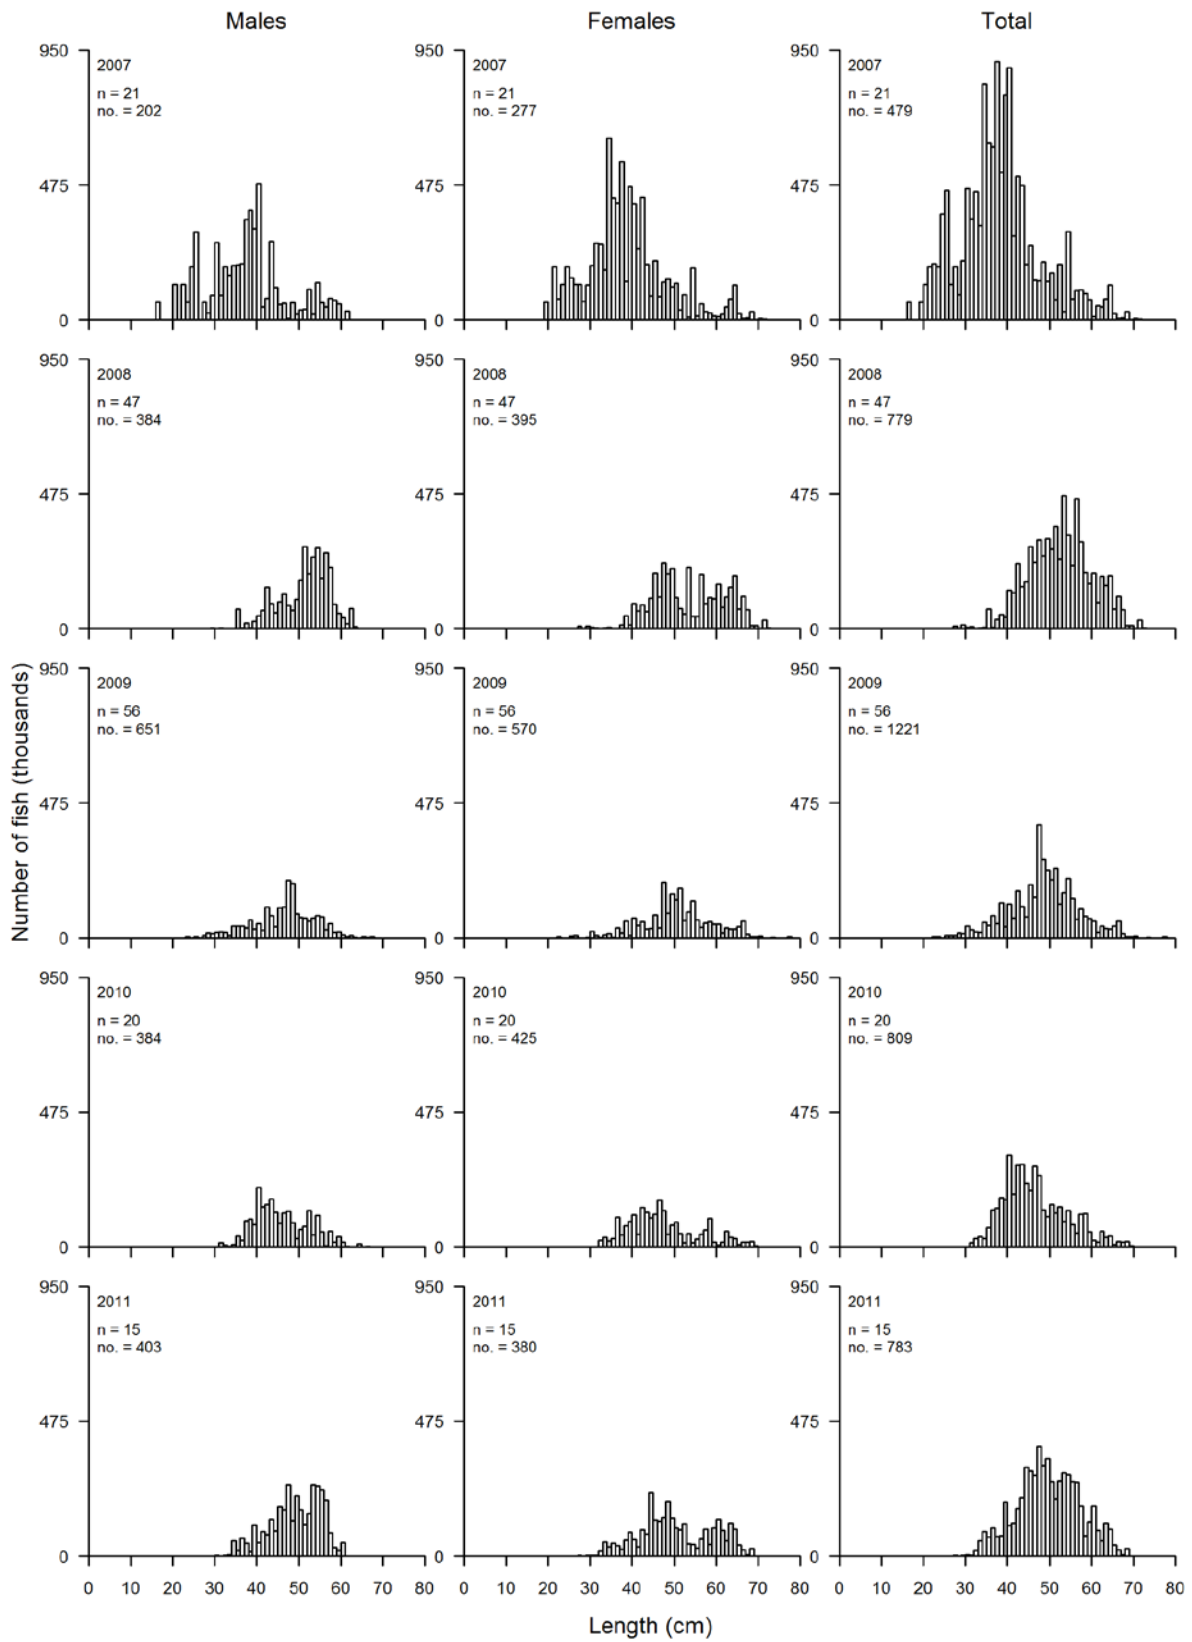 Males Females Total
950 950 950
2007 2007 2007
n = 21 n = 21 n = 21
no. = 202 no. = 277 no. = 479
475 475 475
0 0 0
950 950 950
2008 2008 2008
n = 47 n = 47 n = 47
no. = 384 no. = 395 no. = 779
475 475 475
0 0 0
Number of fish (thousands)
950 950 950
2009 2009 2009
n = 56 n = 56 n = 56
no. = 651 no. = 570 no. = 1221
475 475 475
0 0 0
950 950 950
2010 2010 2010
n = 20 n = 20 n = 20
no. = 384 no. = 425 no. = 809
475 475 475
0 0 0
950 950 950
2011 2011 2011
n = 15 n = 15 n = 15
no. = 403 no. = 380 no. = 783
475 475 475
0 0 0
0 10 20 30 40 50 60 70 80 0 10 20 30 40 50 60 70 80 0 10 20 30 40 50 60 70 80
Length (cm)